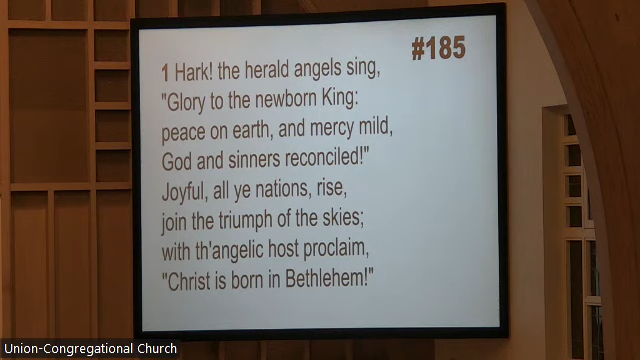 #185
1 Hark! the herald angels sing,
"Glory to the newborn King:
peace on earth, and mercy mild,
God and sinners reconciled!"
Joyful, all ye nations, rise,
join the triumph of the skies;
with th'angelic host proclaim,
"Christ is born in Bethlehem!"
Union-Congregational Church